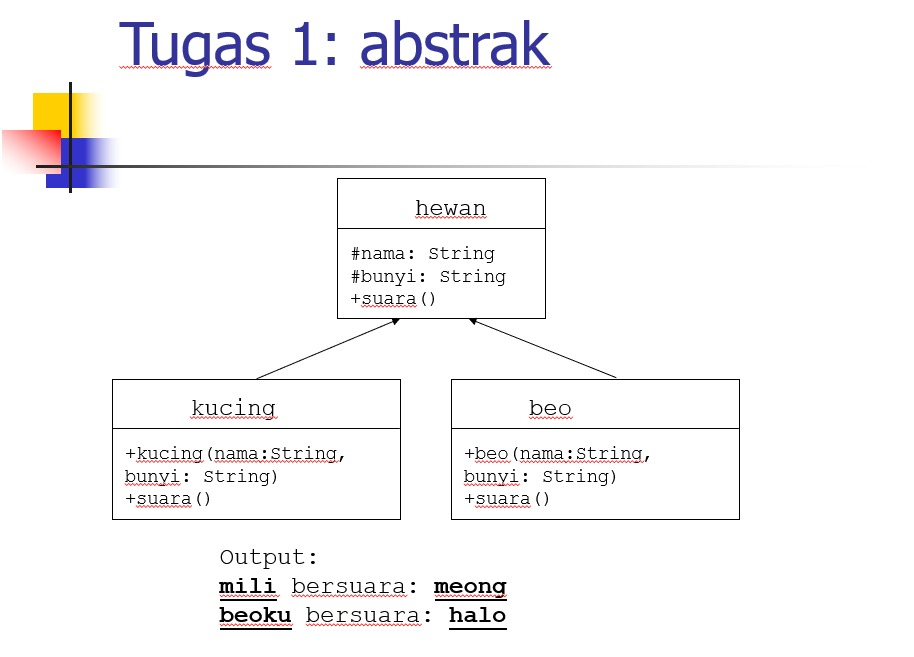 Tugas 1: abstrak
hewan
#nama: String
#bunyi: String
+suara()
kucing
+kucing(nama:String,
bunyi: String)
+suara()
beo
+beo(nama:String,
bunyi: String)
+suara()
Output:
mili bersuara: meong
beoku bersuara: halo